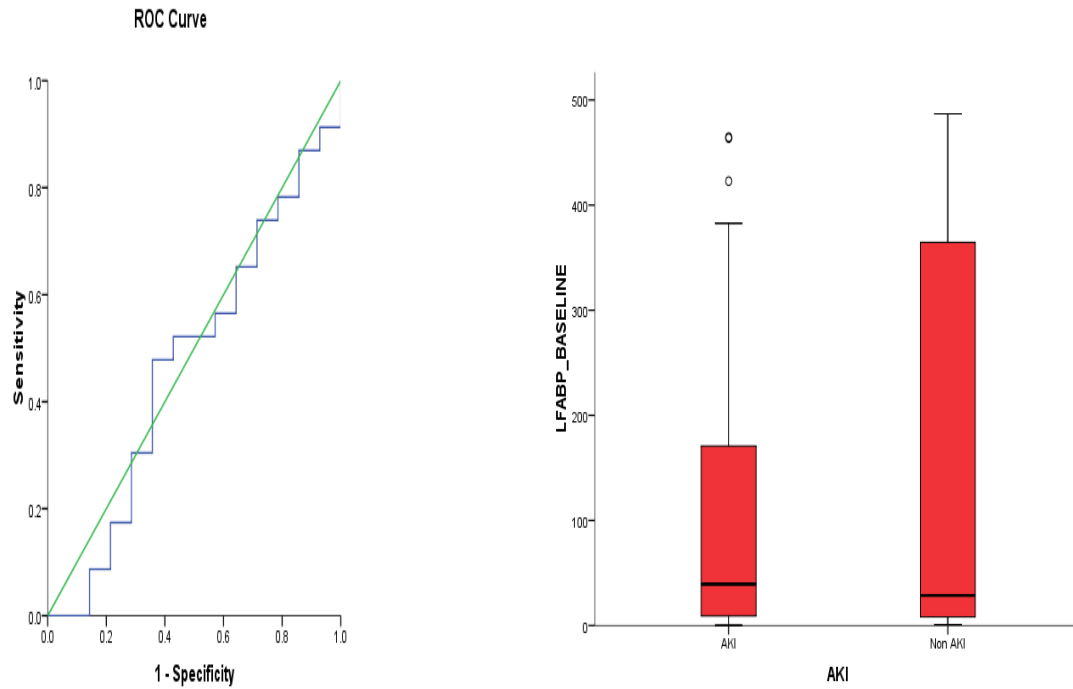 ROC Curve
1.0
0.8
0.6
0.4
0.2
0.0
Sensitivity
0.0 0.2 0.4 0.6 0.8 1.0
1 - Specificity
500
400
300
200
100
0
LFABP_BASELINE
AKI Non AKI
AKI